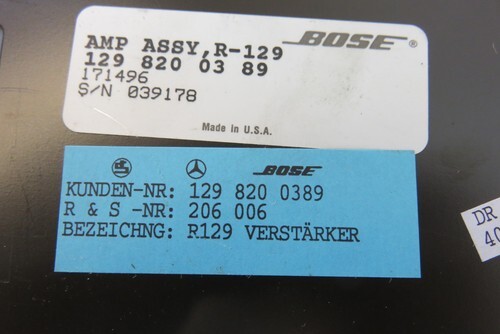 AMP ASSY,R-129
BOSE®
129 820 03 89
171496
S/N 039178
Made in U.S.A.
BOSE
KUNDEN-NR: 129 820 0389
R & S -NR: 206 006
BEZEICHNG: R129 VERSTÄRKER
DR
40